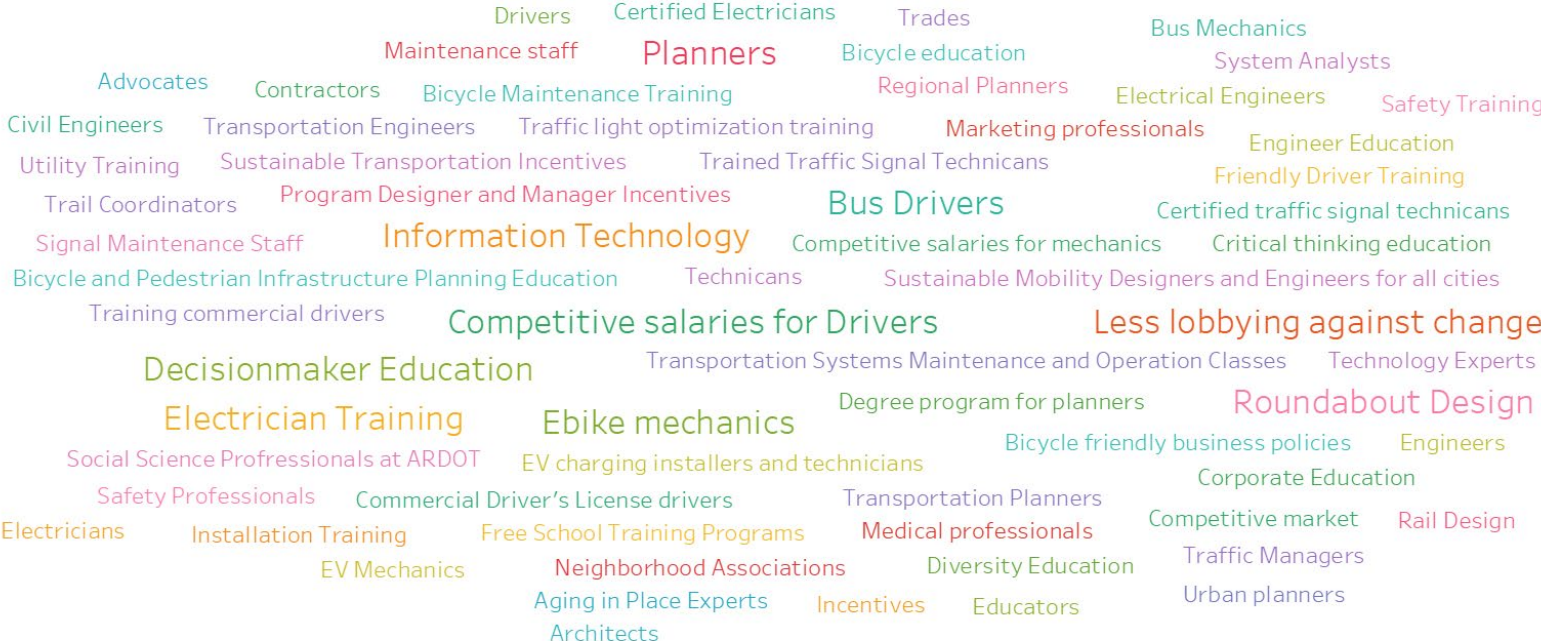 Drivers
Certified Electricians
Trades
Bus Mechanics
Maintenance staff
Planners
Bicycle education
System Analysts
Advocates
Contractors
Bicycle Maintenance Training
Regional Planners
Electrical Engineers
Safety Training
Civil Engineers
Transportation Engineers
Traffic light optimization training
Marketing professionals
Engineer Education
Utility Training
Sustainable Transportation Incentives
Trained Traffic Signal Technicans
Friendly Driver Training
Trail Coordinators
Program Designer and Manager Incentives
Bus Drivers
Certified traffic signal technicans
Signal Maintenance Staff
Information Technology
Competitive salaries for mechanics
Critical thinking education
Bicycle and Pedestrian Infrastructure Planning Education
Technicans
Sustainable Mobility Designers and Engineers for all cities
Training commercial drivers
Competitive salaries for Drivers
Less lobbying against change
Decisionmaker Education
Transportation Systems Maintenance and Operation Classes
Technology Experts
Electrician Training
Ebike mechanics
Degree program for planners
Roundabout Design
Social Science Profressionals at ARDOT
EV charging installers and technicians
Bicycle friendly business policies
Engineers
Corporate Education
Safety Professionals
Commercial Driver's License drivers
Transportation Planners
Competitive market
Rail Design
Electricians
Installation Training
Free School Training Programs
Medical professionals
Traffic Managers
EV Mechanics
Neighborhood Associations
Diversity Education
Urban planners
Aging in Place Experts
Incentives
Educators
Architects